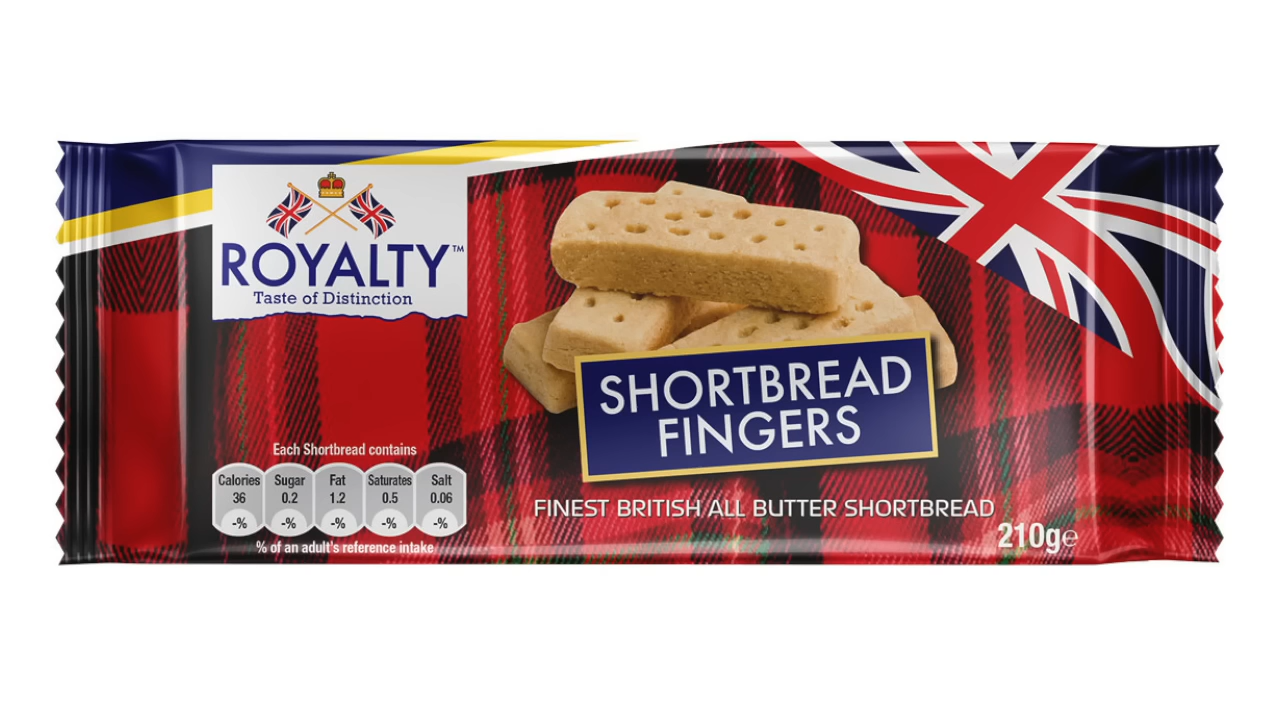 ROYALTY™
Taste of Distinction
SHORTBREAD
FINGERS
FINEST BRITISH ALL BUTTER SHORTBREAD
210g℮
Each Shortbread contains
Calories Sugar Fat Saturates Salt
36 0.2 1.2 0.5 0.06
-% -% -% -% -%
% of an adult's reference intake